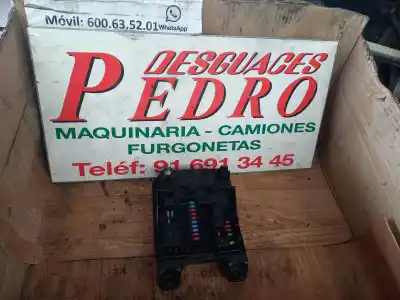 Móvil: 600.63.52.01 WhatsApp
DESGUACES
PEDRO
MAQUINARIA - CAMIONES
FURGONETAS
Teléf: 91 691 34 45